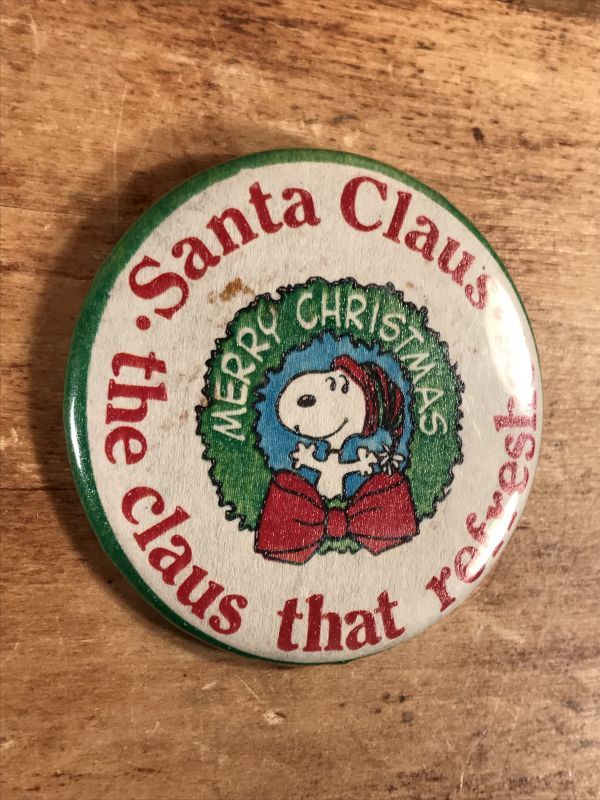 Santa Claus.
. the claus that refreshes
MERRY CHRISTMAS